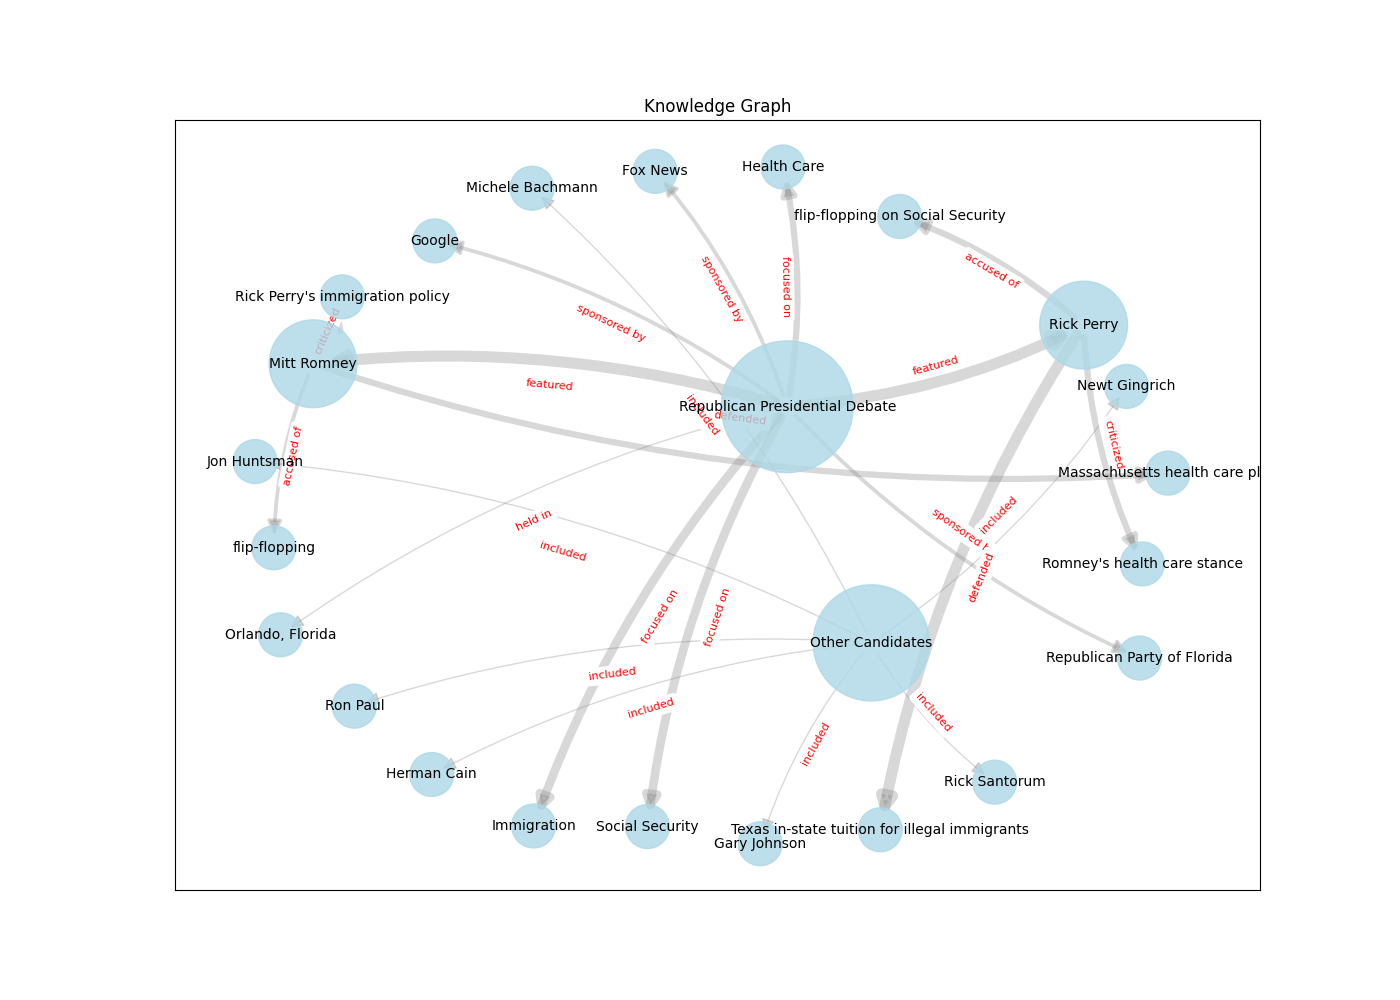 Knowledge Graph
Fox News
Health Care
Michele Bachmann
flip-flopping on Social Security
Google
accused of
sponsored by
focused on
Rick Perry's immigration policy
sponsored by
Rick Perry
criticized
Mitt Romney
featured
featured
Newt Gingrich
Republican Presidential Debate
included
defended
accused of
criticized
Jon Huntsman
Massachusetts health care pl
held in
included
sponsored
included
flip-flopping
Romney's health care stance
defended
focused on
focused on
Orlando, Florida
Other Candidates
Republican Party of Florida
included
included
Ron Paul
included
included
Herman Cain
Rick Santorum
Immigration
Social Security
Texas in-state tuition for illegal immigrants
Gary Johnson